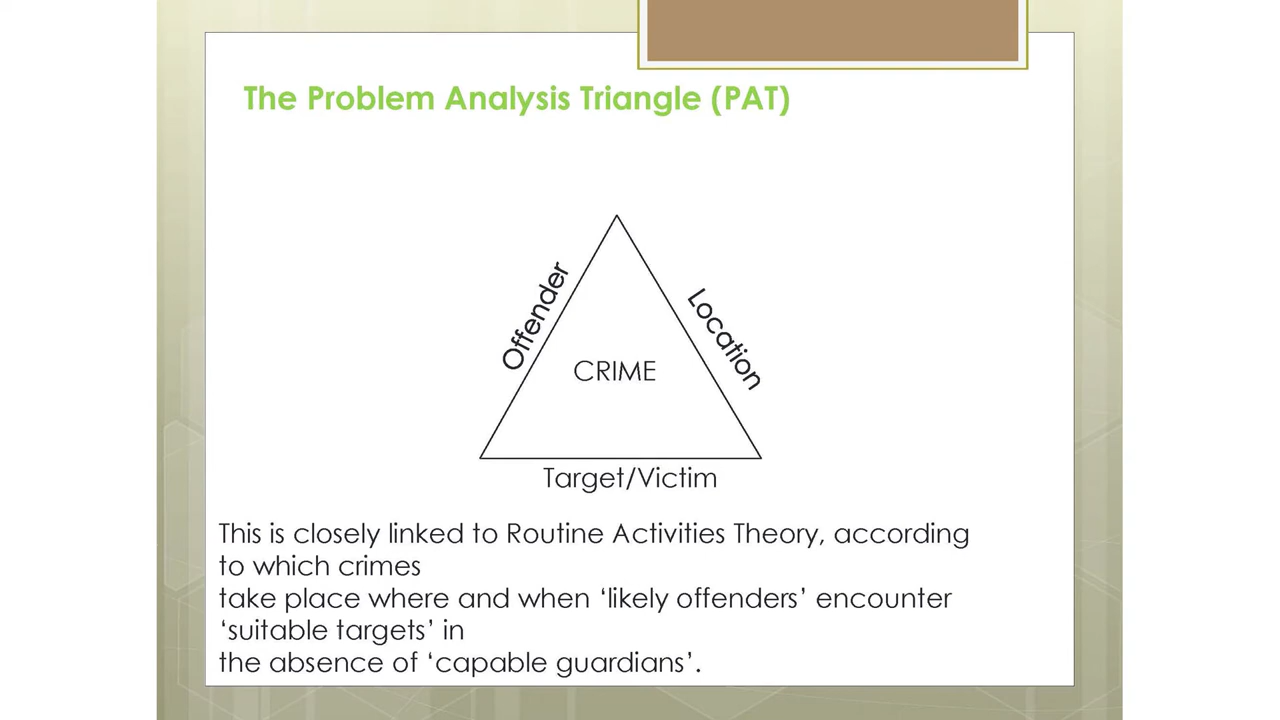 The Problem Analysis Triangle (PAT)
Offender
Location
CRIME
Target/Victim
This is closely linked to Routine Activities Theory, according
to which crimes
take place where and when ‘likely offenders’ encounter
‘suitable targets’ in
the absence of ‘capable guardians’.